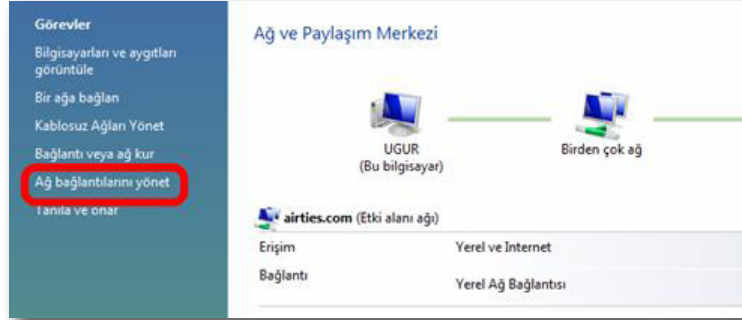 Görevler
Bilgisayarları ve aygıtları
görüntüle
Bir ağa bağlan
Kablosuz Ağları Yönet
Bağlantı veya ağ kur
Ağ bağlantılarını yönet
Tanıla ve onar
Ağ ve Paylaşım Merkezi
UGUR
(Bu bilgisayar)
Birden çok ağ
airties.com (Etki alanı ağı)
Erişim Yerel ve Internet
Bağlantı Yerel Ağ Bağlantısı